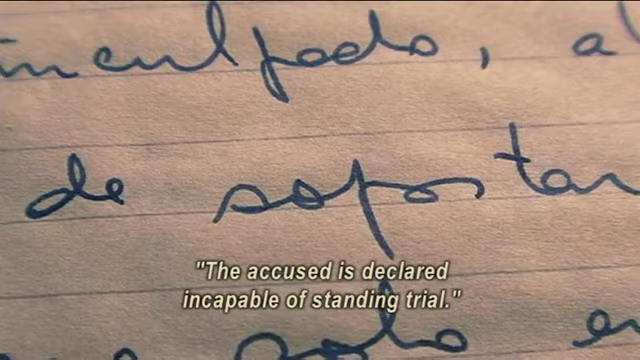 inculpado, a
de soportar
"The accused is declared
incapable of standing trial."